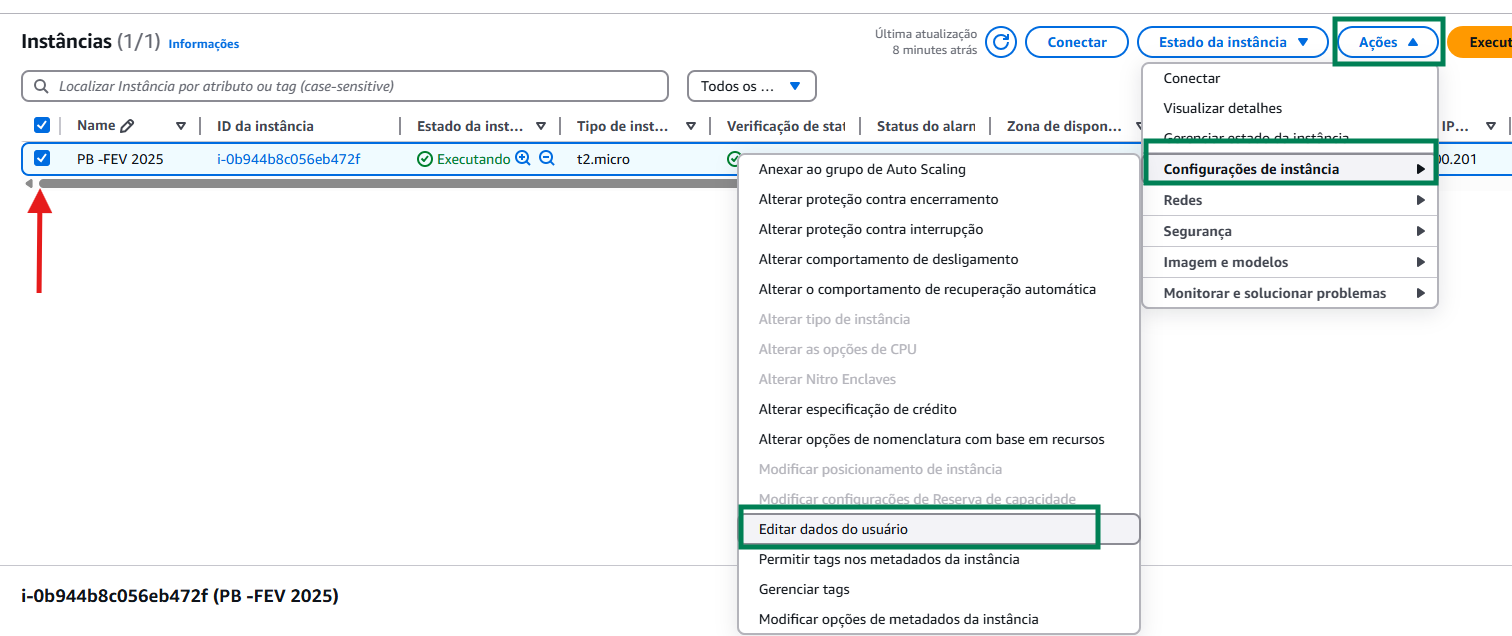 Instâncias (1/1) Informações
Última atualização
8 minutes atrás
Conectar
Estado da instância
Ações
Execut
Localizar Instância por atributo ou tag (case-sensitive)
Todos os ...
Name
ID da instância
Estado da inst...
Tipo de inst...
Verificação de stat
Status do alarn
Zona de dispon...
IP...
PB -FEV 2025
i-0b944b8c056eb472f
Executando
t2.micro
00.201
Conectar
Visualizar detalhes
Gerenciar estado da instância
Configurações de instância
Redes
Segurança
Imagem e modelos
Monitorar e solucionar problemas
Anexar ao grupo de Auto Scaling
Alterar proteção contra encerramento
Alterar proteção contra interrupção
Alterar comportamento de desligamento
Alterar o comportamento de recuperação automática
Alterar tipo de instância
Alterar as opções de CPU
Alterar Nitro Enclaves
Alterar especificação de crédito
Alterar opções de nomenclatura com base em recursos
Modificar posicionamento de instância
Modificar configurações de Reserva de capacidade
Editar dados do usuário
Permitir tags nos metadados da instância
Gerenciar tags
Modificar opções de metadados da instância
i-0b944b8c056eb472f (PB -FEV 2025)